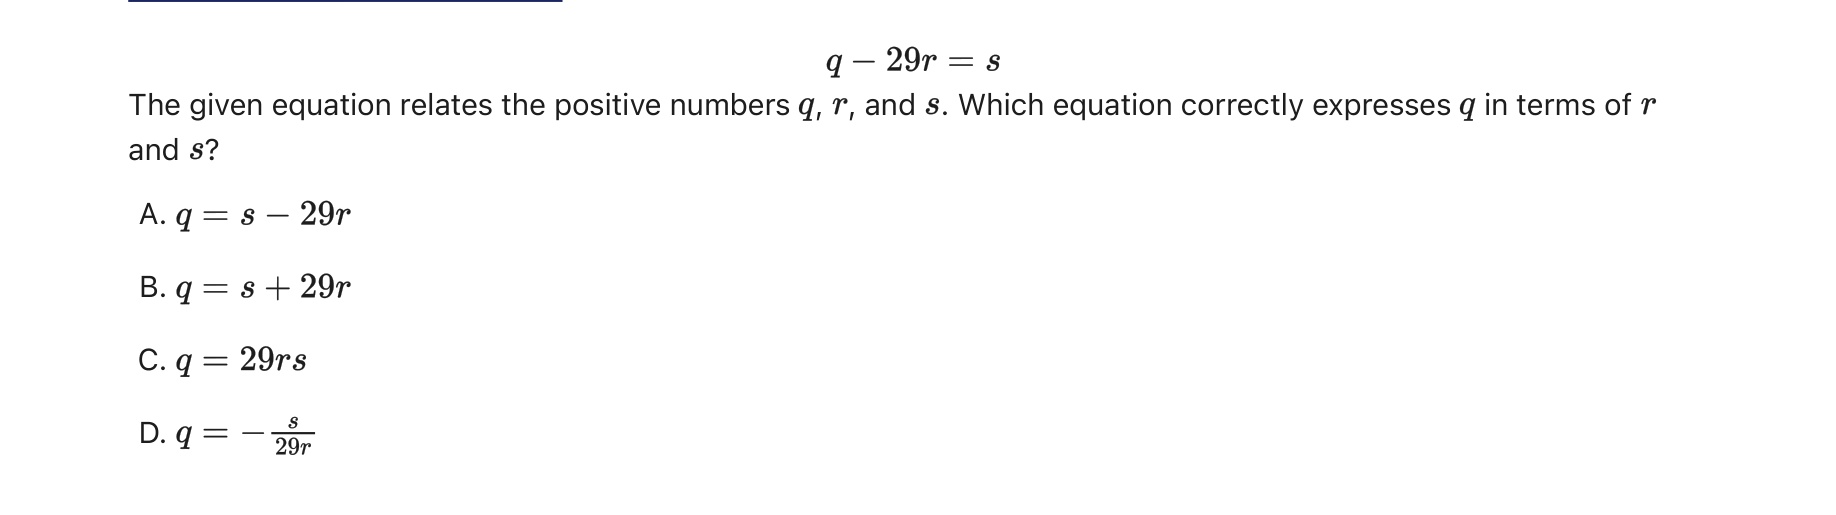 q − 29r = s
The given equation relates the positive numbers q, r, and s. Which equation correctly expresses q in terms of r
and s?
A. q = s − 29r
B. q = s + 29r
C. q = 29rs
D. q = −\frac{s}{29r}